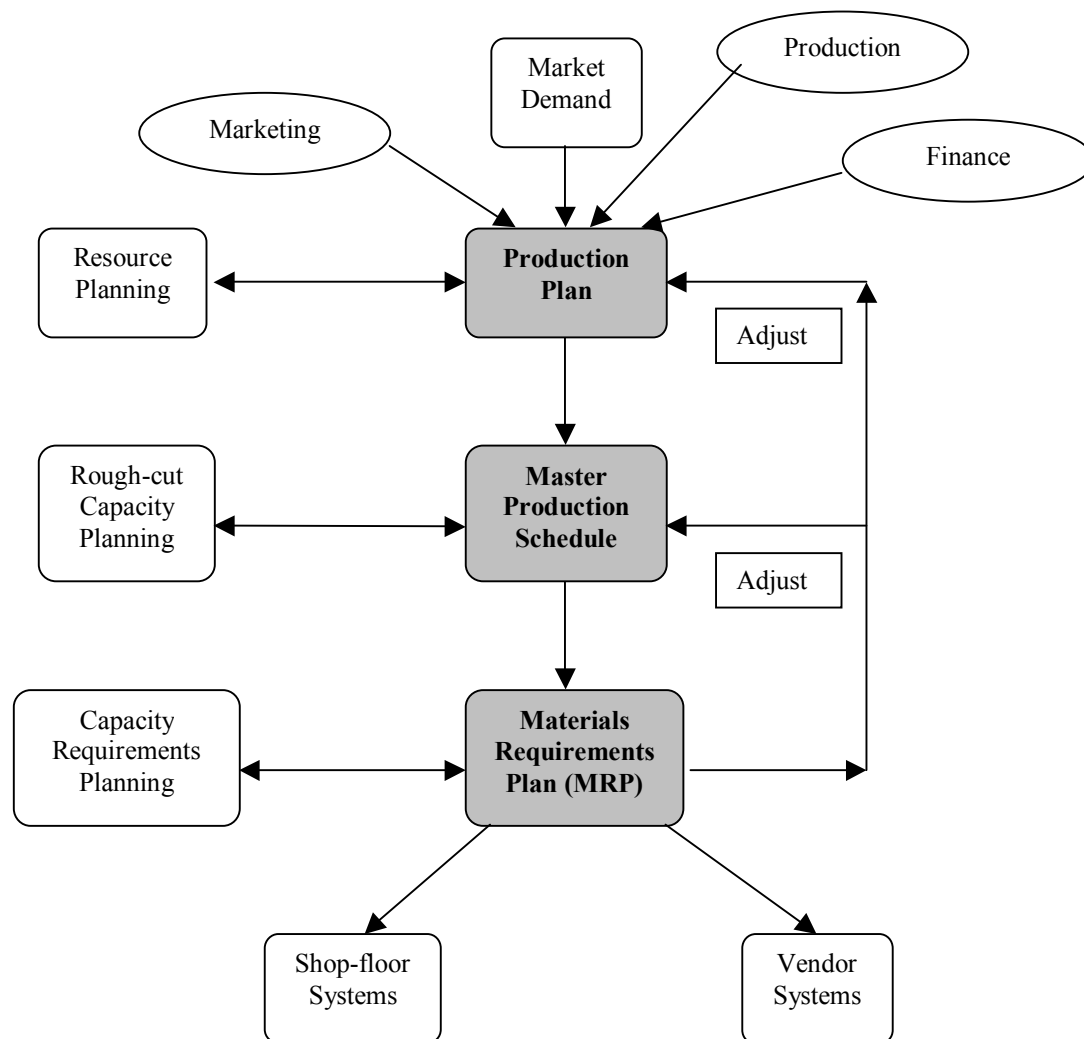 Production
Market
Demand
Marketing
Finance
Resource
Planning
Production
Plan
Adjust
Rough-cut
Capacity
Planning
Master
Production
Schedule
Adjust
Capacity
Requirements
Planning
Materials
Requirements
Plan (MRP)
Shop-floor
Systems
Vendor
Systems